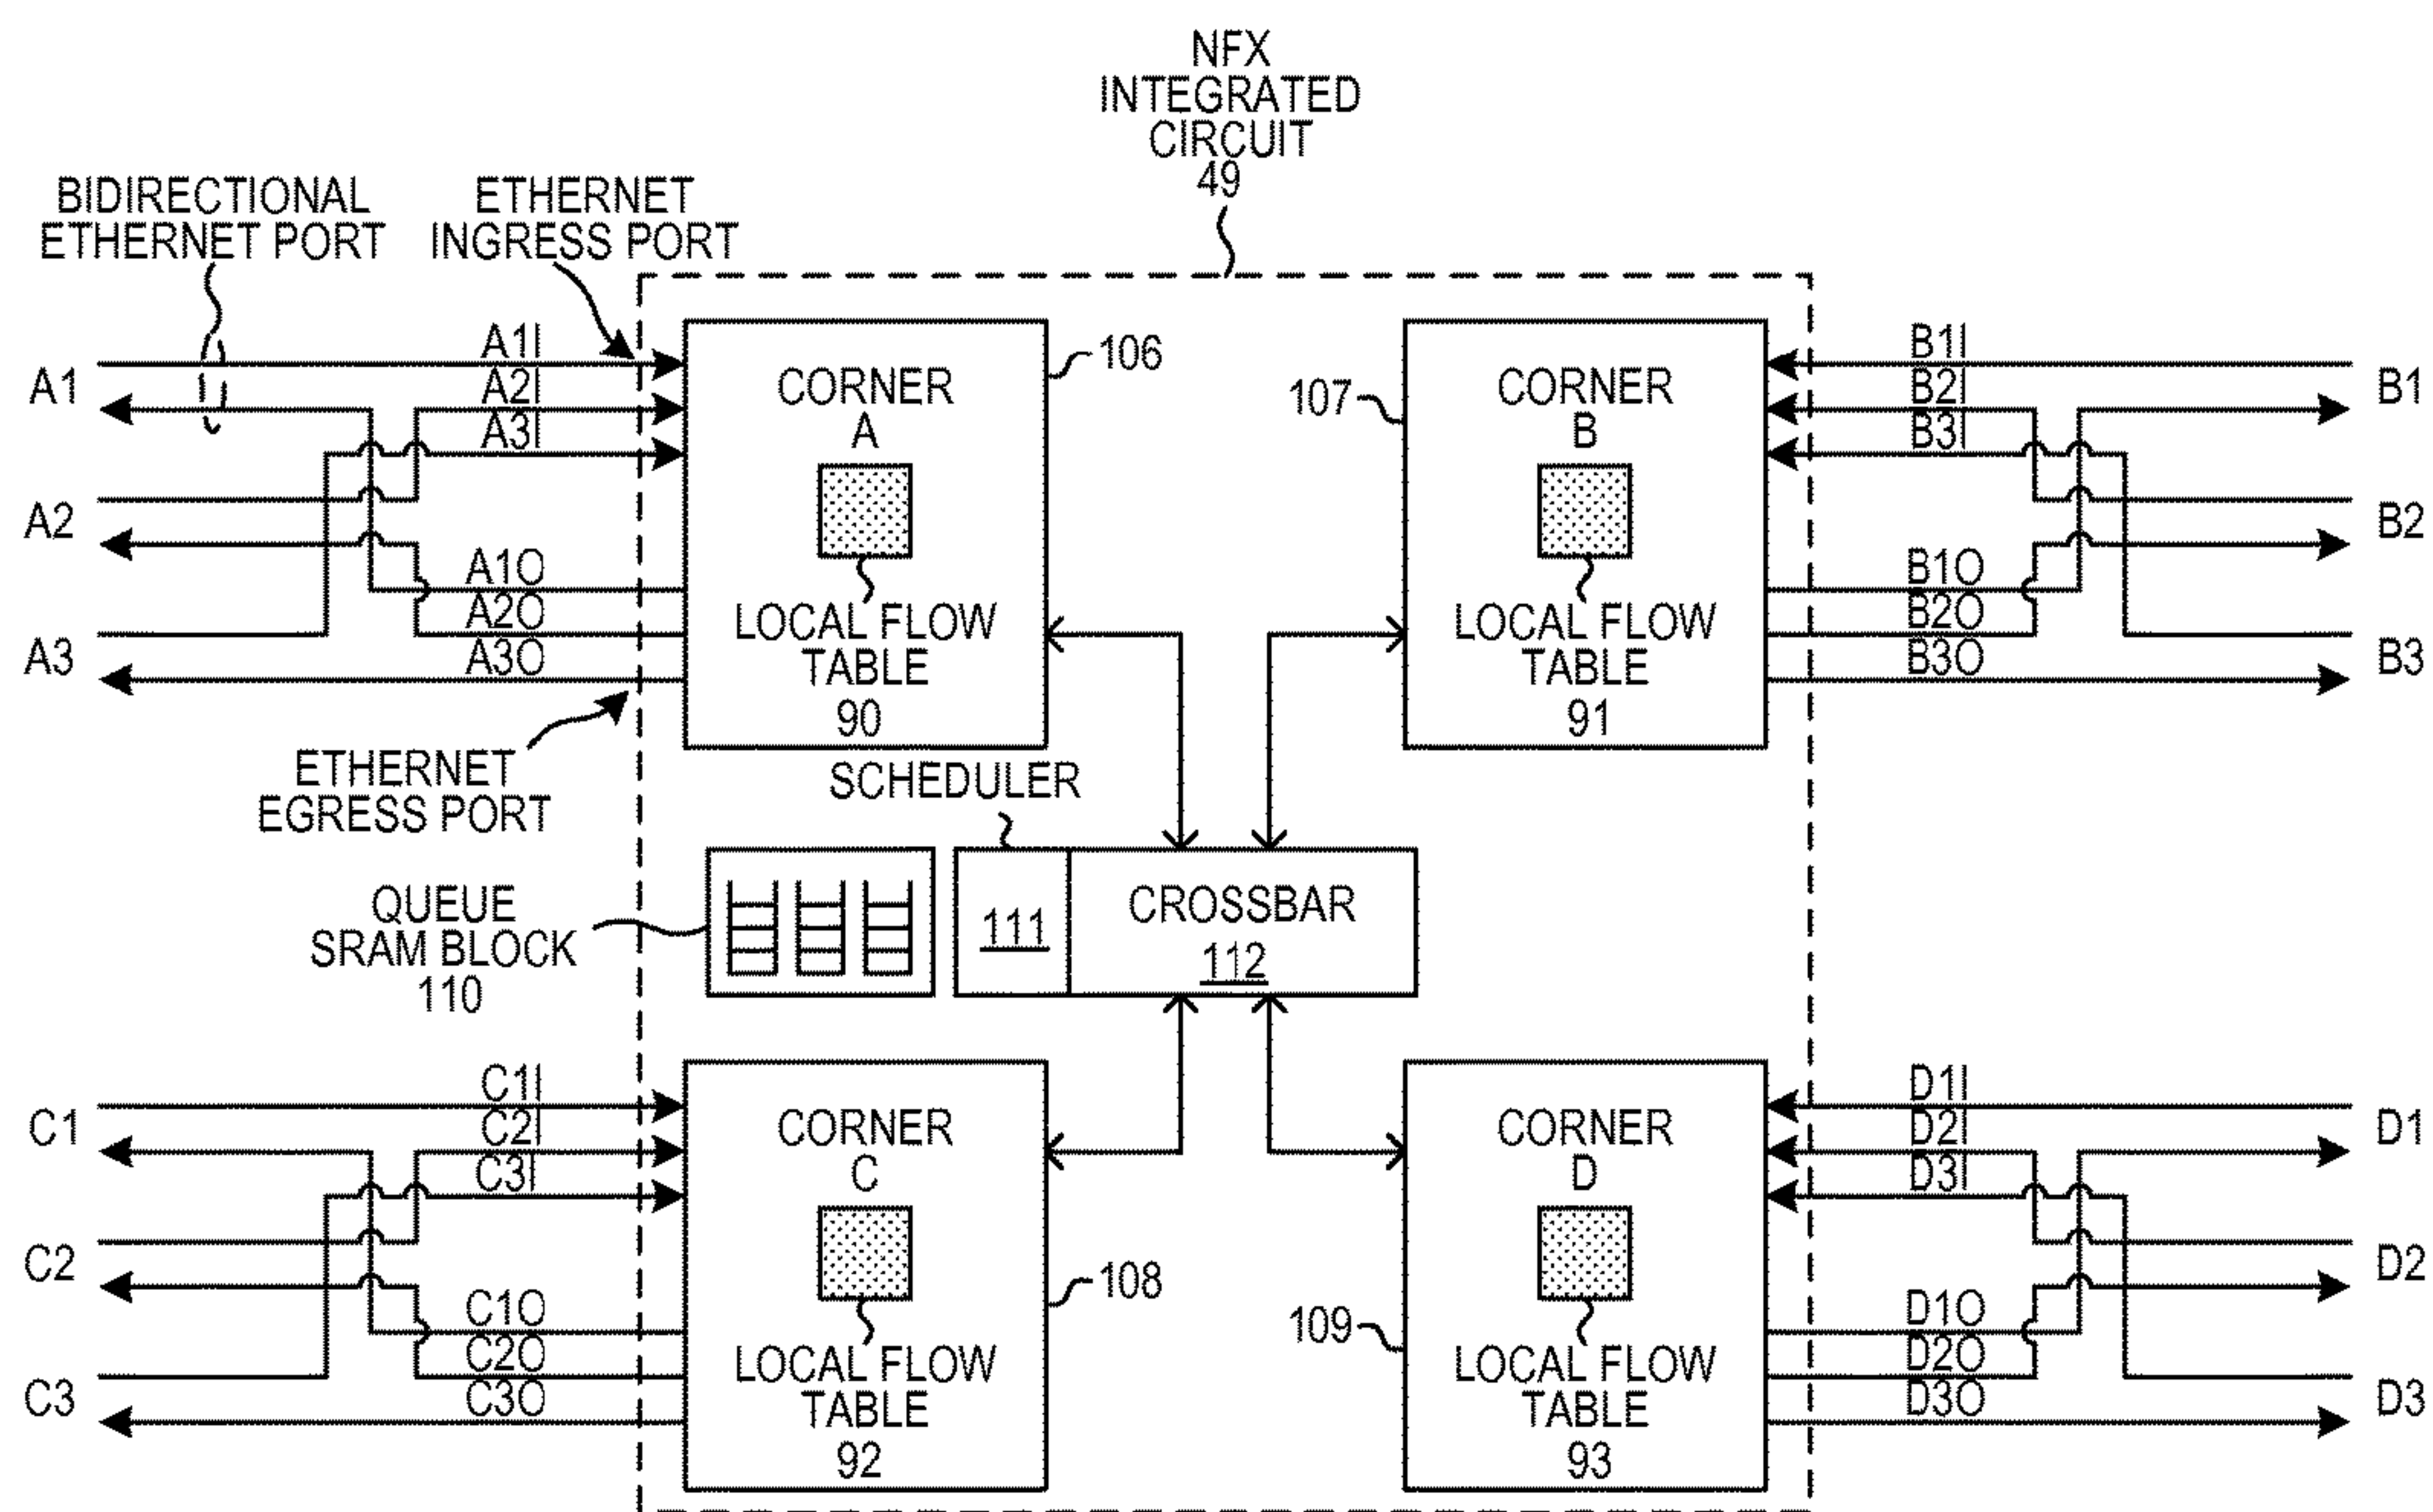 NFX
INTEGRATED
CIRCUIT
49
BIDIRECTIONAL
ETHERNET PORT
ETHERNET
INGRESS PORT
A1
A2
A3
A1I
A2I
A3I
A1O
A2O
A3O
ETHERNET
EGRESS PORT
CORNER
A
LOCAL FLOW
TABLE
90
106
107
CORNER
B
LOCAL FLOW
TABLE
91
B1I
B2I
B3I
B1O
B2O
B3O
B1
B2
B3
SCHEDULER
QUEUE
SRAM BLOCK
110
111
CROSSBAR
112
C1
C2
C3
C1I
C2I
C3I
C1O
C2O
C3O
CORNER
C
LOCAL FLOW
TABLE
92
108
109
CORNER
D
LOCAL FLOW
TABLE
93
D1I
D2I
D3I
D1O
D2O
D3O
D1
D2
D3